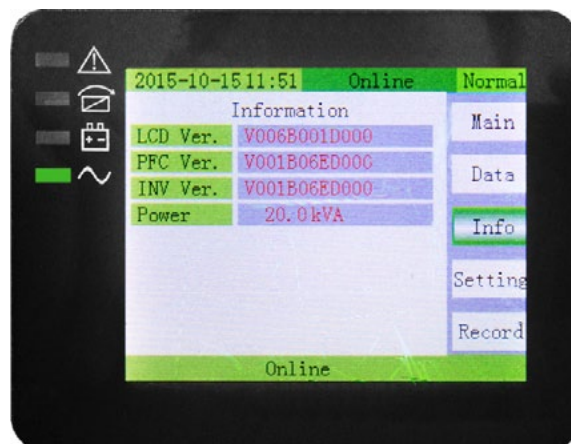 2015-10-15 11:51 Online Normal
Information
LCD Ver. V006B001D000
PFC Ver. V001B06ED000
INV Ver. V001B06ED000
Power 20.0kVA
Main
Data
Info
Setting
Record
Online